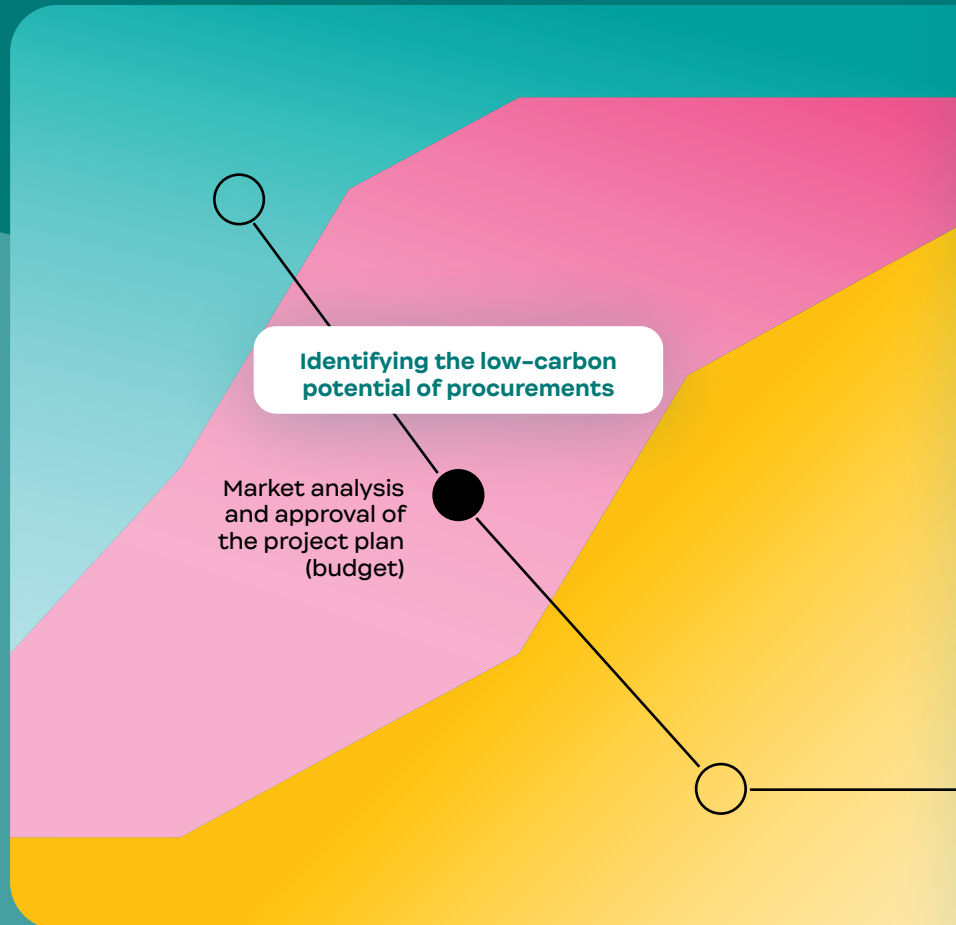 Identifying the low-carbon
potential of procurements
Market analysis
and approval of
the project plan
(budget)